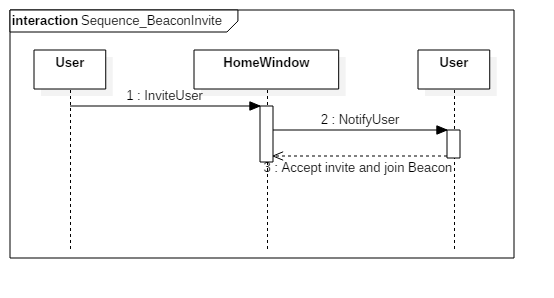 interaction Sequence_BeaconInvite
User
HomeWindow
User
1 : InviteUser
2 : NotifyUser
3 : Accept invite and join Beacon